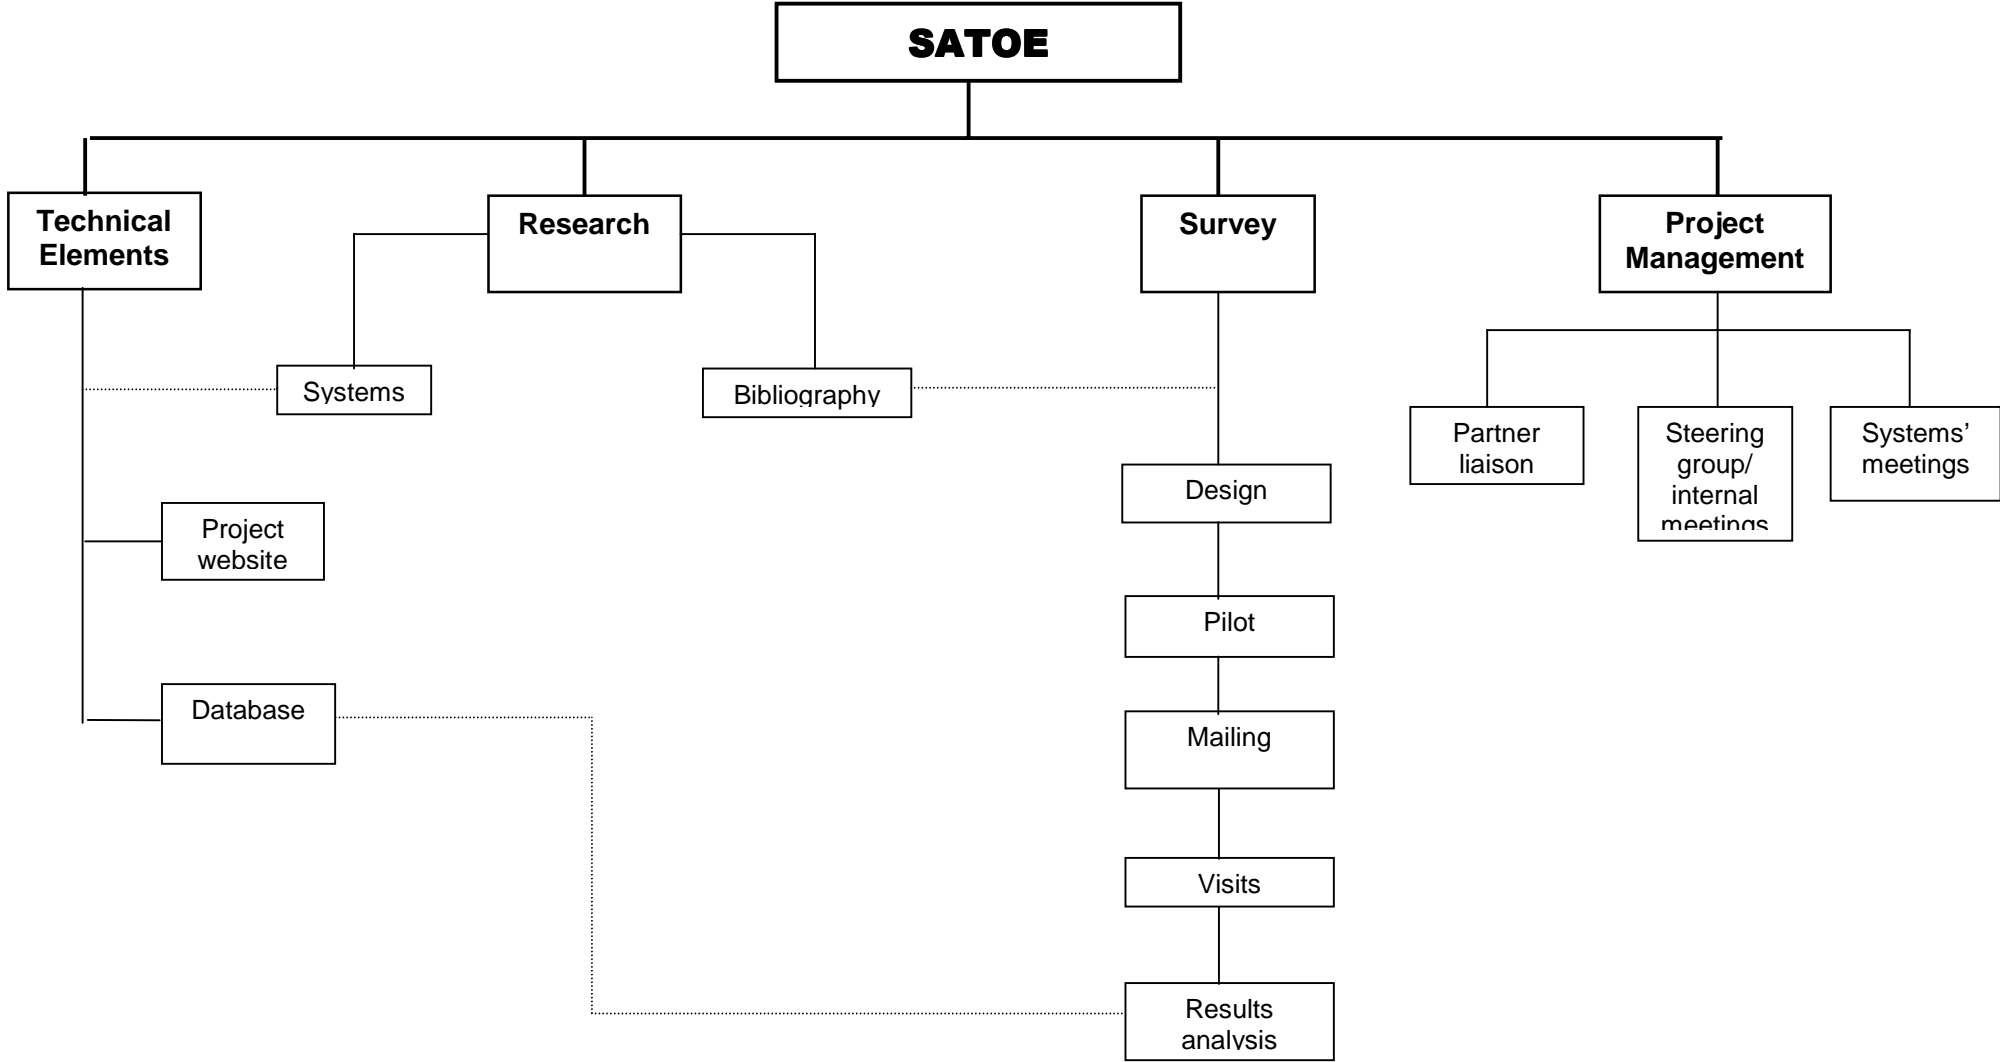 SATOE
Technical
Elements
Research
Survey
Project
Management
Systems
Bibliography
Partner
liaison
Steering
group/
internal
meetings
Systems'
meetings
Design
Project
website
Pilot
Database
Mailing
Visits
Results
analysis